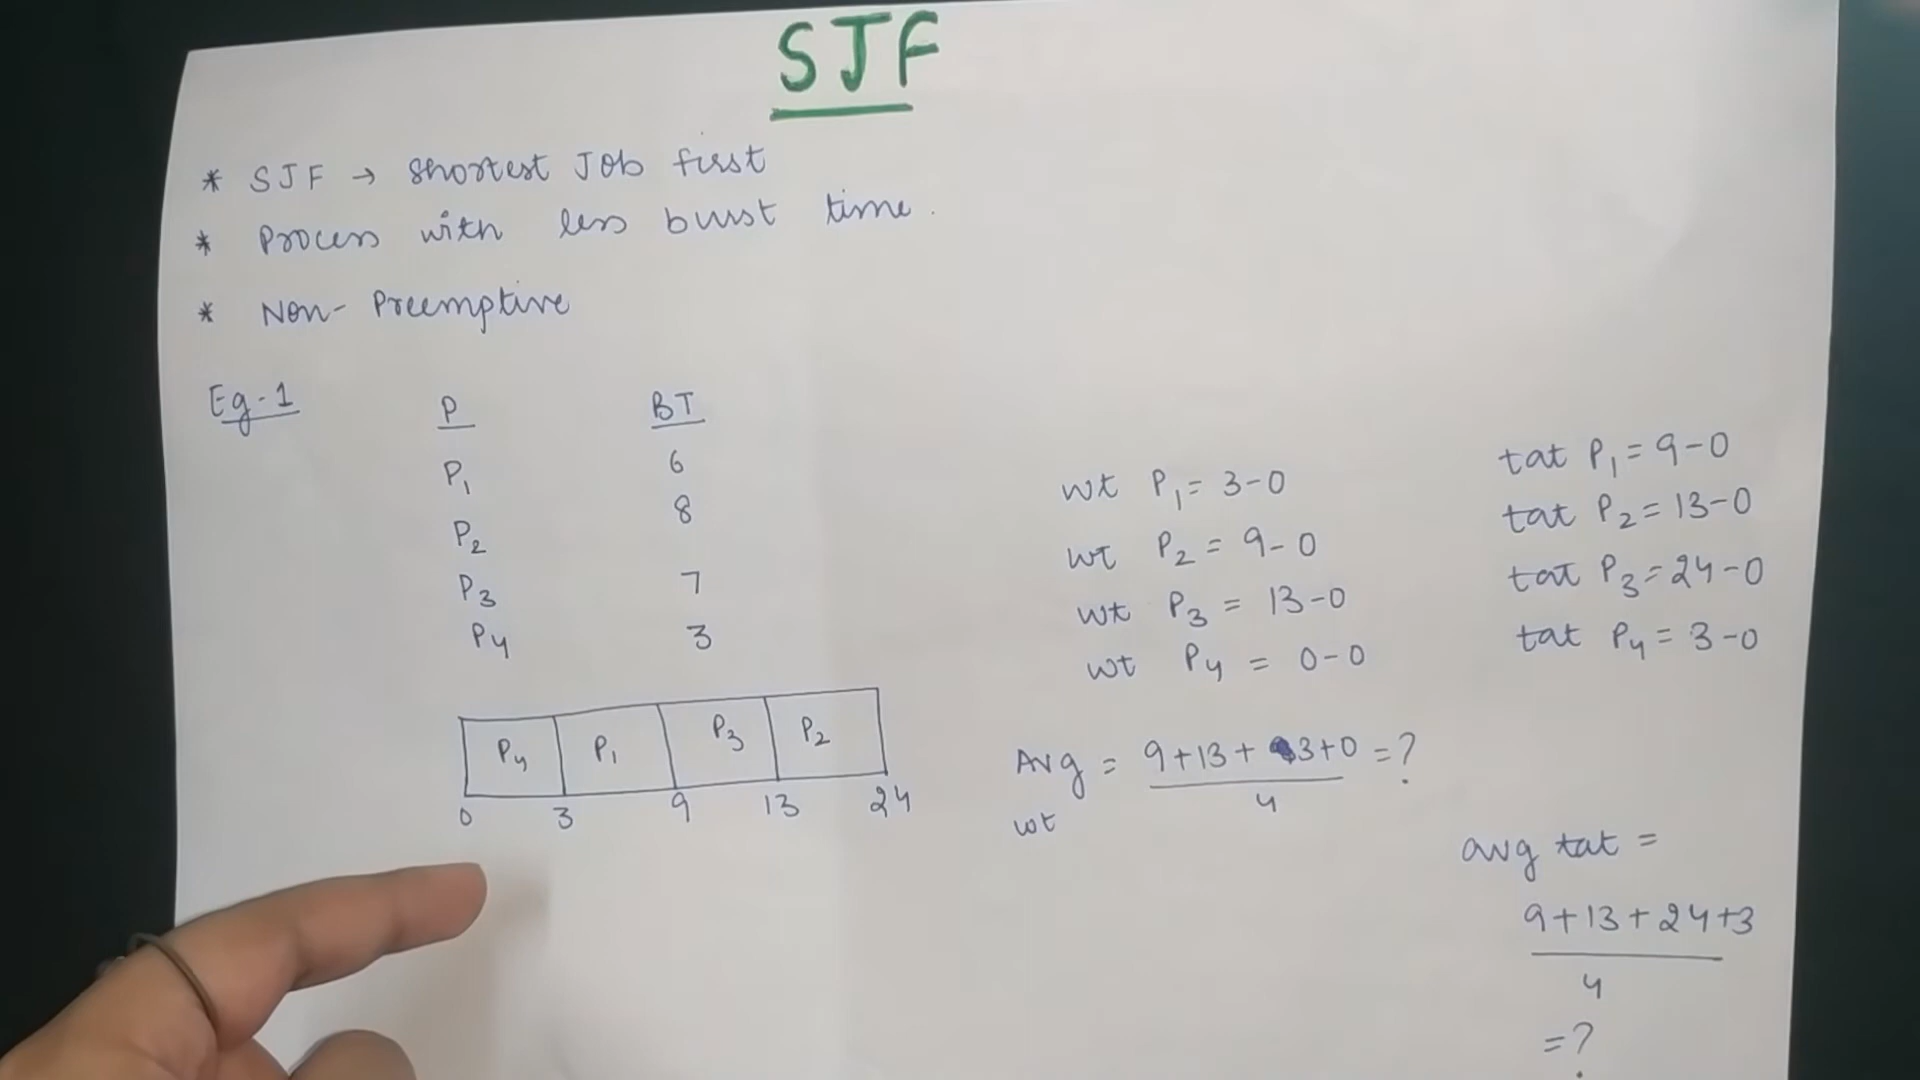 SJF
* SJF → Shortest Job first
* Process with less burst time.
* Non-Preemptive
Eg-1
P BT
P₁ 6
P₂ 8
P₃ 7
P4 3
P4 P₁ P₃ P₂
0 3 9 13 24
wt P₁ = 3-0
wt P₂ = 9-0
wt P₃ = 13-0
wt P4 = 0-0
Avg wt = 9+13+3+0 = ?
4
tat P₁ = 9-0
tat P₂ = 13-0
tat P₃ = 24-0
tat P4 = 3-0
avg tat =
9+13+24+3
4
=?